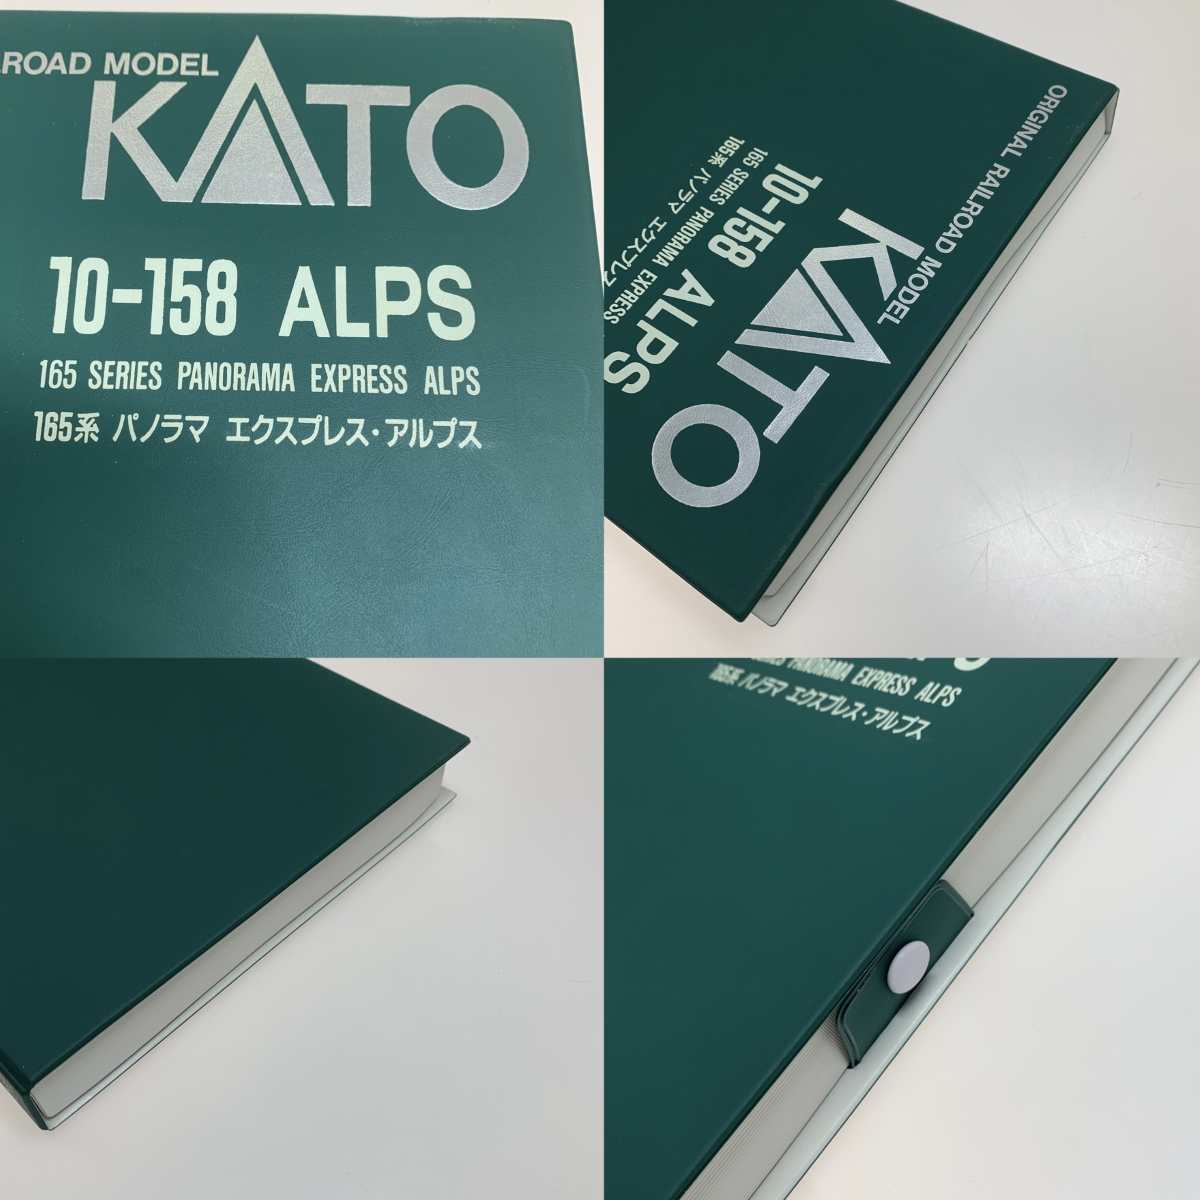 ROAD MODEL
KATO
10-158 ALPS
165 SERIES PANORAMA EXPRESS ALPS
165系 パノラマ エクスプレス・アルプス
ORIGINAL RAILROAD MODEL
KATO
10-158 ALPS
165 SERIES PANORAMA EXPRESS
165系 パノラマ エクスプレス
PANORAMA EXPRESS ALPS
165系 パノラマ エクスプレス・アルプス